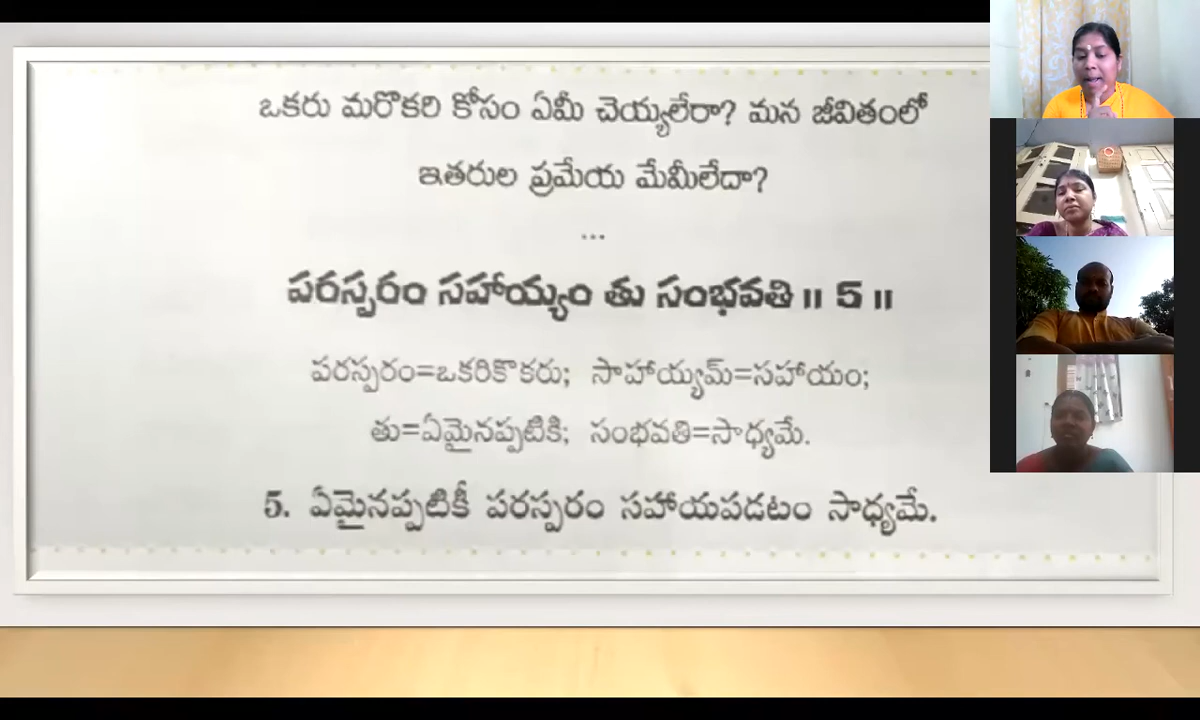 ఒకరు మరొకరి కోసం ఏమీ చెయ్యలేరా? మన జీవితంలో
ఇతరుల ప్రమేయ మేమీలేదా?
...
పరస్పరం సహాయ్యం తు సంభవతి ॥ 5 ॥
పరస్పరం=ఒకరికొకరు; సాహాయ్యమ్=సహాయం;
తు=ఏమైనప్పటికి; సంభవతి=సాధ్యమే.
5. ఏమైనప్పటికీ పరస్పరం సహాయపడటం సాధ్యమే.